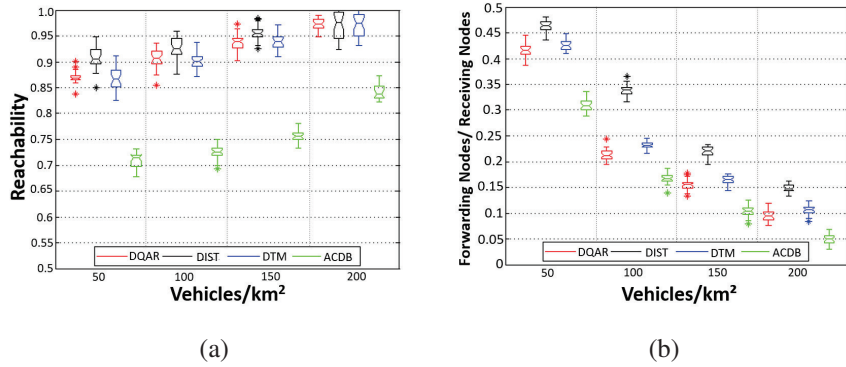 Reachability
1.0
0.95
0.9
0.85
0.8
0.75
0.7
0.65
0.6
0.55
0.5
DQAR DIST DTM ACDB
50 100 150 200
Vehicles/km²
(a)
Forwarding Nodes/ Receiving Nodes
0.5
0.45
0.4
0.35
0.3
0.25
0.2
0.15
0.1
0.05
0
DQAR DIST DTM ACDB
50 100 150 200
Vehicles/km²
(b)